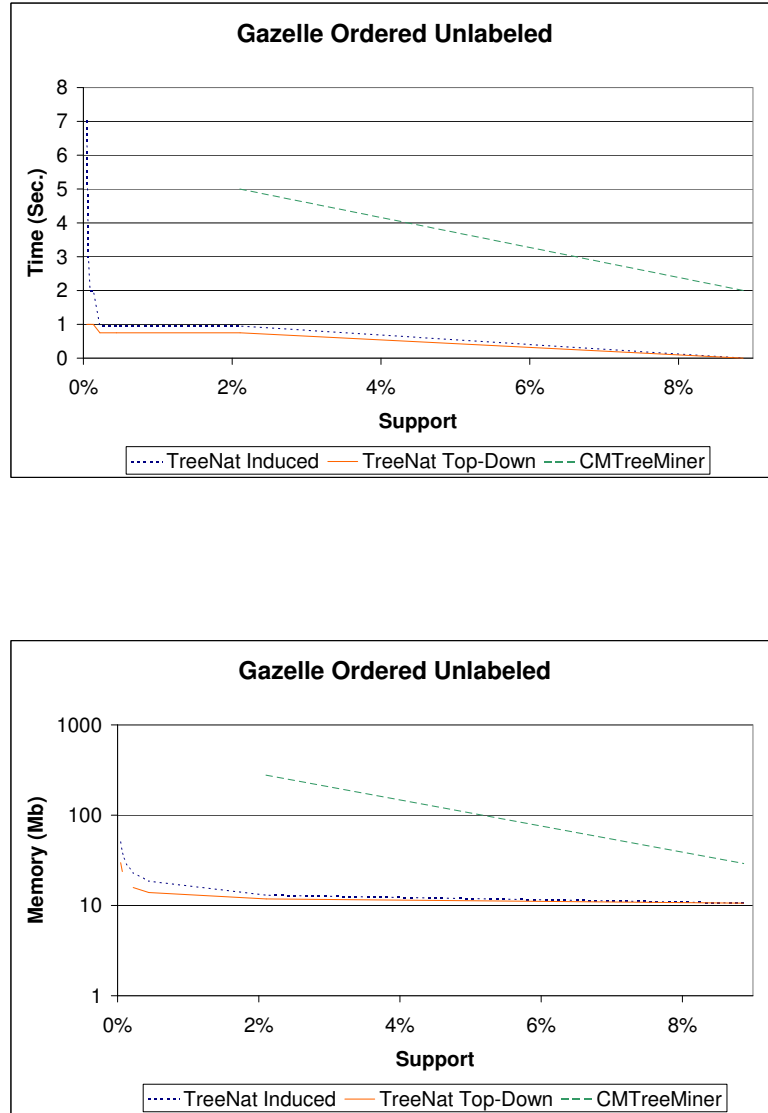 Gazelle Ordered Unlabeled
8
7
6
5
4
3
2
1
0
Time (Sec.)
0% 2% 4% 6% 8%
Support
TreeNat Induced TreeNat Top-Down CMTreeMiner
Gazelle Ordered Unlabeled
1000
100
10
1
Memory (Mb)
0% 2% 4% 6% 8%
Support
TreeNat Induced TreeNat Top-Down CMTreeMiner